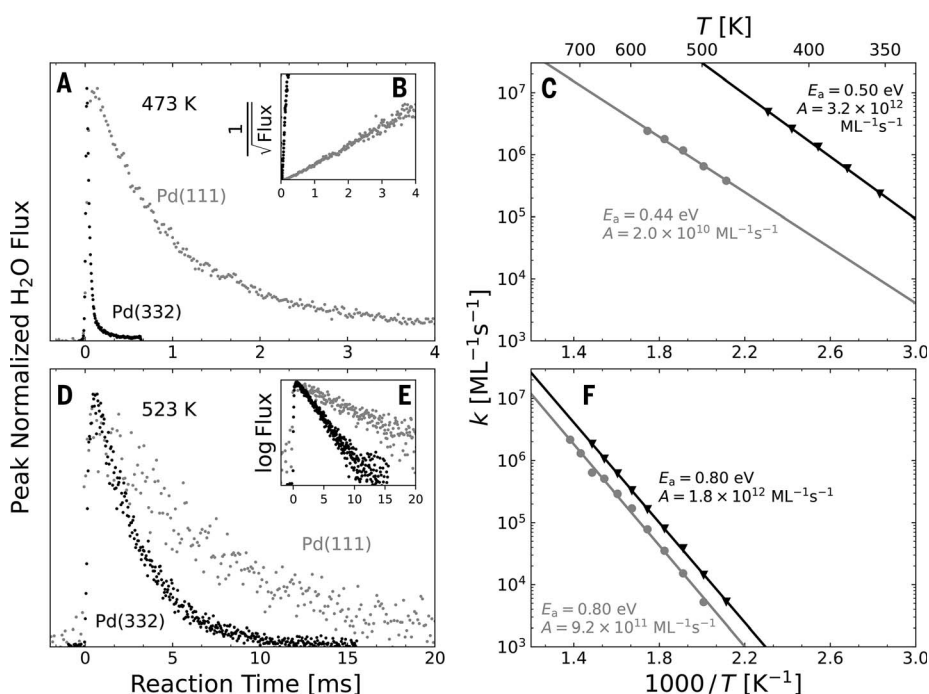 A
473 K
Pd(111)
Pd(332)
0
1
2
3
4
B
1
√Flux
0
1
2
3
4
Peak Normalized H₂O Flux
D
523 K
Pd(111)
Pd(332)
0
5
10
15
20
E
log Flux
0
5
10
15
20
Reaction Time [ms]
T [K]
700
600
500
400
350
C
Eₐ = 0.50 eV
A = 3.2 × 10¹²
ML⁻¹s⁻¹
Eₐ = 0.44 eV
A = 2.0 × 10¹⁰ ML⁻¹s⁻¹
10⁷
10⁶
10⁵
10⁴
10³
1.4
1.8
2.2
2.6
3.0
k [ML⁻¹s⁻¹]
F
Eₐ = 0.80 eV
A = 1.8 × 10¹² ML⁻¹s⁻¹
Eₐ = 0.80 eV
A = 9.2 × 10¹¹ ML⁻¹s⁻¹
10⁷
10⁶
10⁵
10⁴
10³
1.4
1.8
2.2
2.6
3.0
1000/T [K⁻¹]